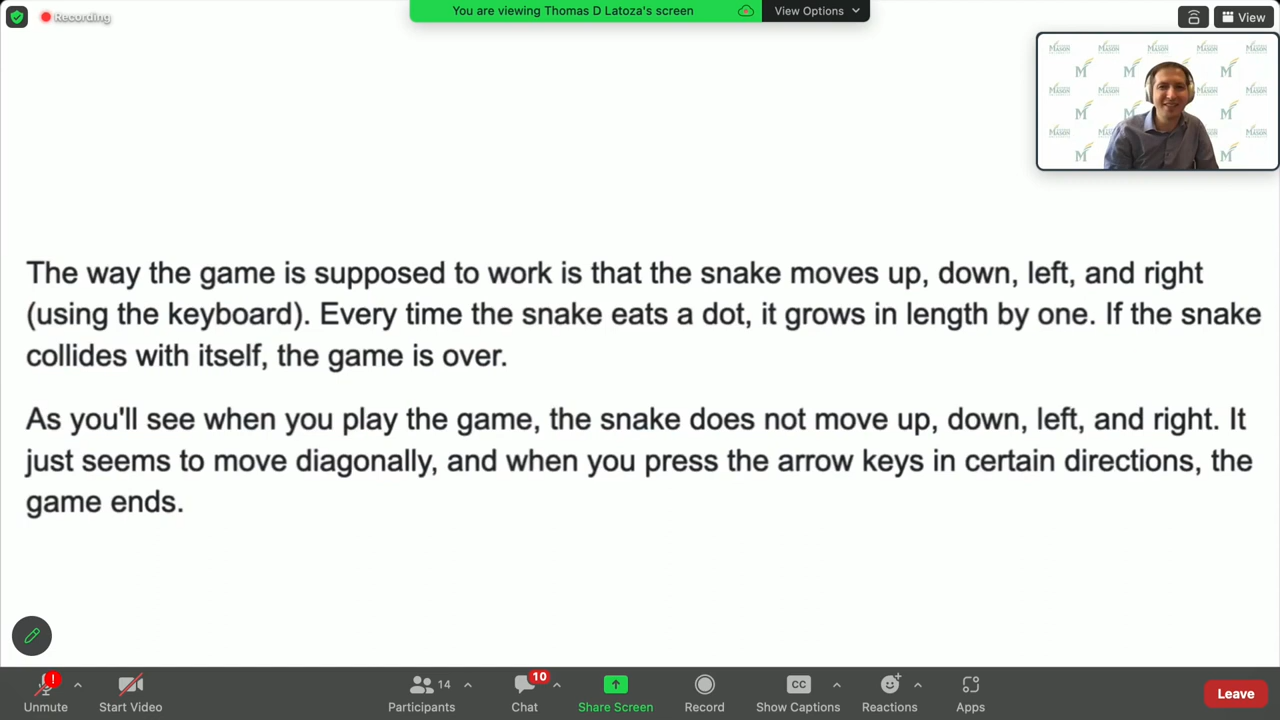 Recording
You are viewing Thomas D Latoza's screen
View Options
View
The way the game is supposed to work is that the snake moves up, down, left, and right
(using the keyboard). Every time the snake eats a dot, it grows in length by one. If the snake
collides with itself, the game is over.
As you'll see when you play the game, the snake does not move up, down, left, and right. It
just seems to move diagonally, and when you press the arrow keys in certain directions, the
game ends.
Unmute
Start Video
14
Participants
10
Chat
Share Screen
Record
CC
Show Captions
Reactions
Apps
Leave